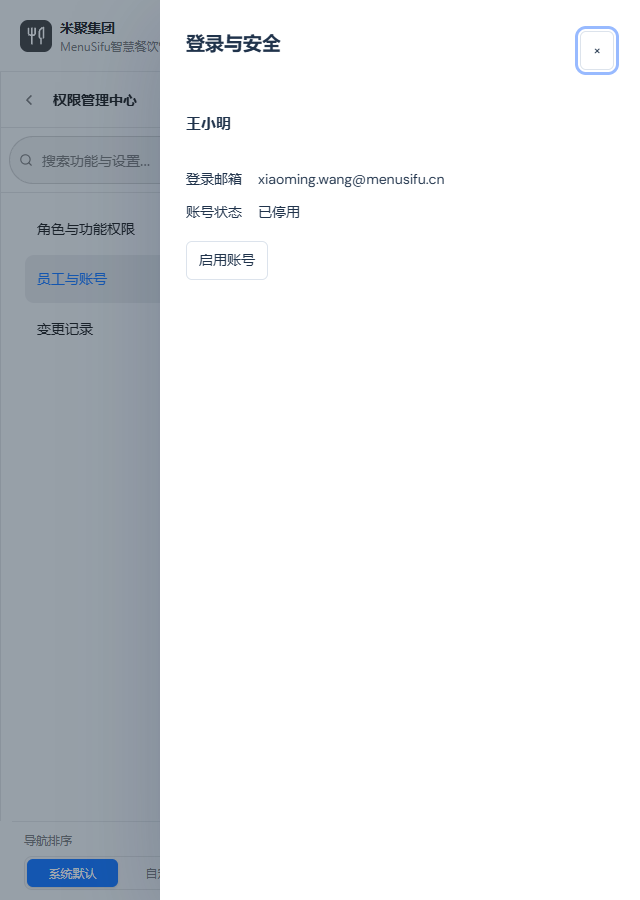 米聚集团
MenuSifu智慧餐饮
权限管理中心
搜索功能与设置...
角色与功能权限
员工与账号
变更记录
导航排序
系统默认
登录与安全
×
王小明
登录邮箱 xiaoming.wang@menusifu.cn
账号状态 已停用
启用账号